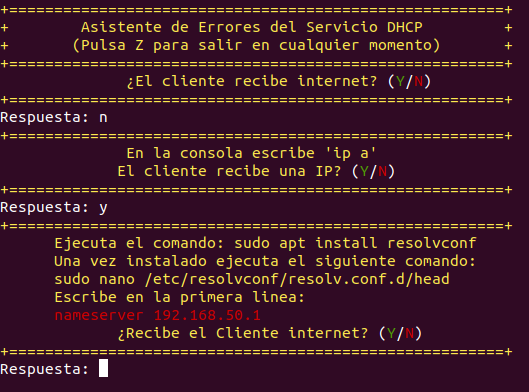 +=======================================================+
+ Asistente de Errores del Servicio DHCP +
+ (Pulsa Z para salir en cualquier momento) +
+=======================================================+
¿El cliente recibe internet? (Y/N)
+=======================================================+
Respuesta: n
+=======================================================+
En la consola escribe 'ip a'
El cliente recibe una IP? (Y/N)
+=======================================================+
Respuesta: y
+=======================================================+
Ejecuta el comando: sudo apt install resolvconf
Una vez instalado ejecuta el siguiente comando:
sudo nano /etc/resolvconf/resolv.conf.d/head
Escribe en la primera linea:
nameserver 192.168.50.1
¿Recibe el Cliente internet? (Y/N)
+=======================================================+
Respuesta: